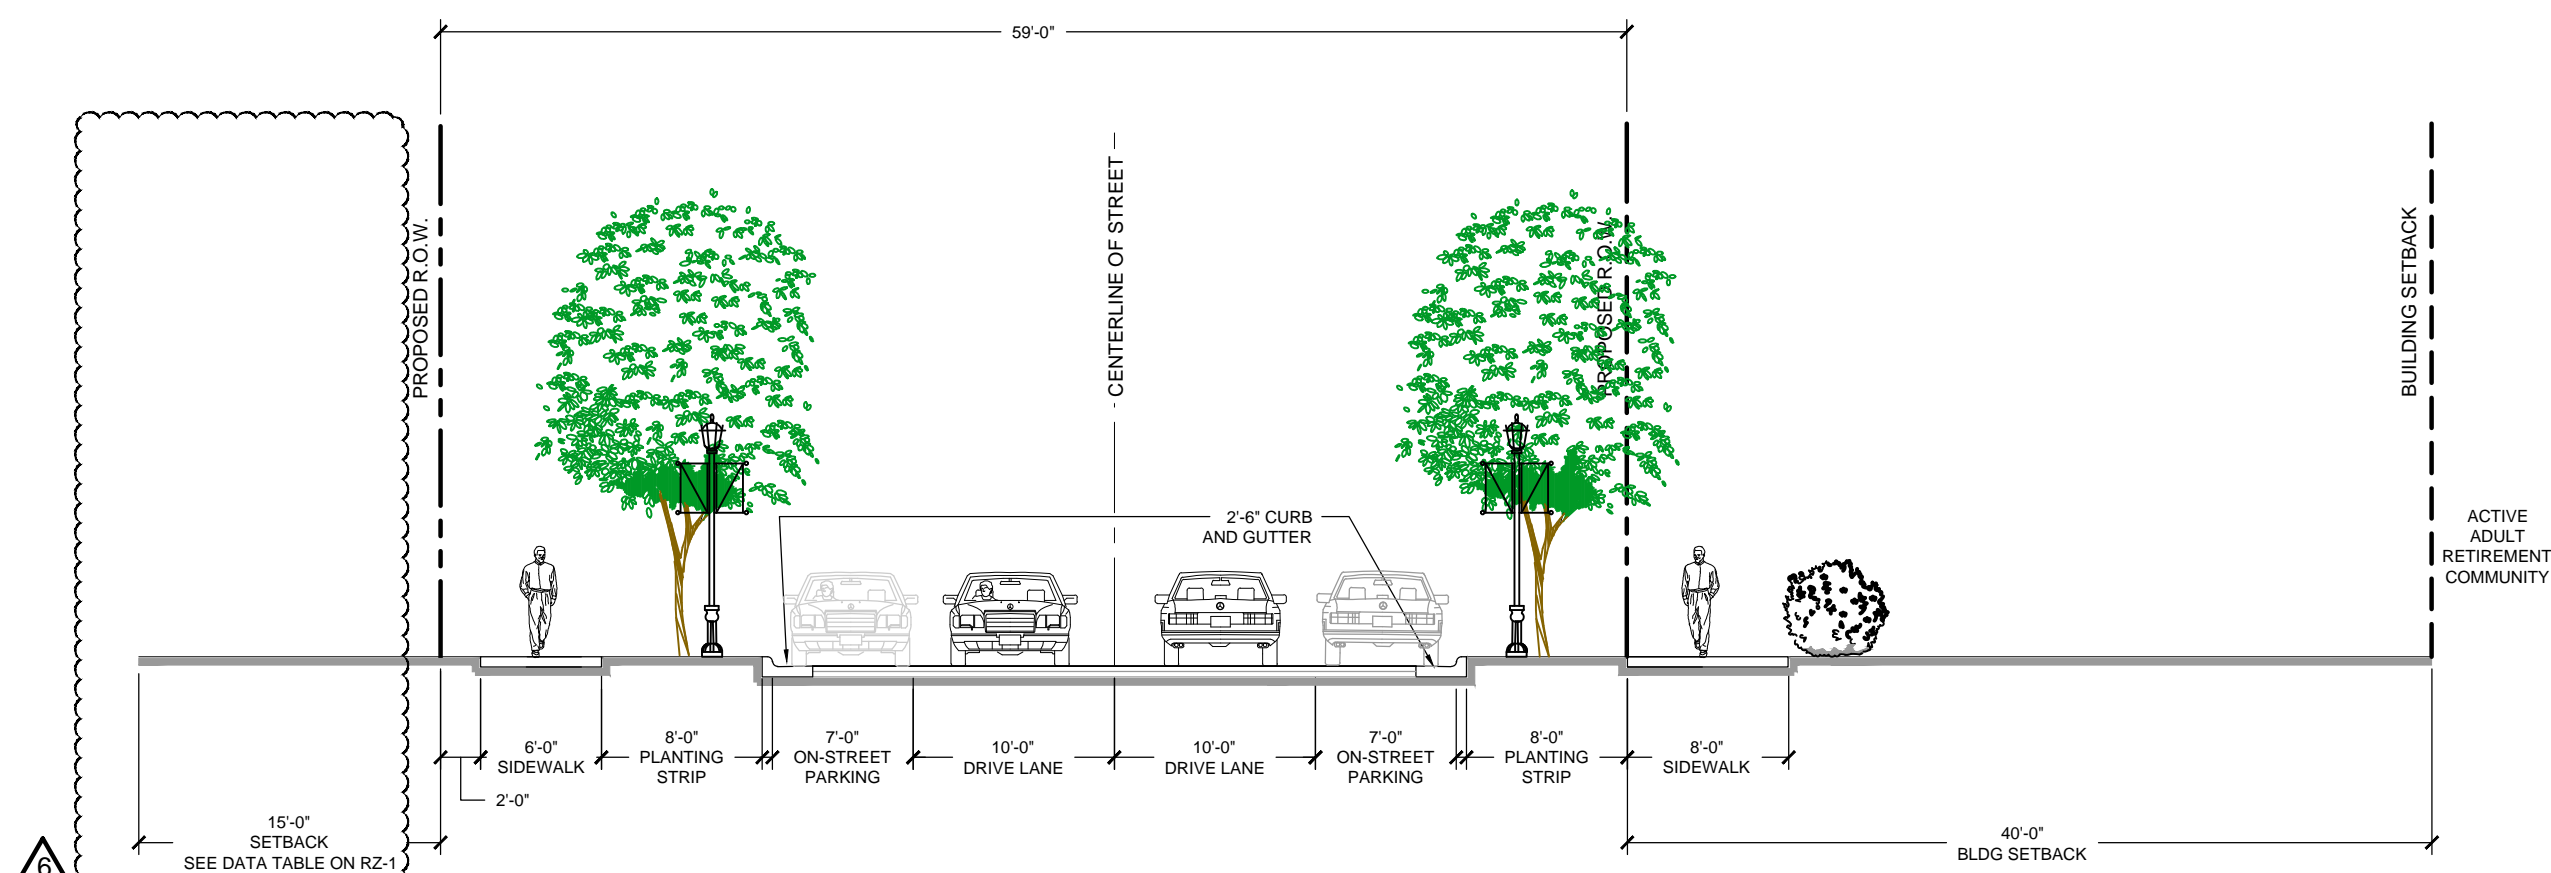 59'-0"
PROPOSED R.O.W.
CENTERLINE OF STREET
PROPOSED R.O.W.
BUILDING SETBACK
2'-6" CURB
AND GUTTER
ACTIVE
ADULT
RETIREMENT
COMMUNITY
6'-0"
SIDEWALK
8'-0"
PLANTING
STRIP
7'-0"
ON-STREET
PARKING
10'-0"
DRIVE LANE
10'-0"
DRIVE LANE
7'-0"
ON-STREET
PARKING
8'-0"
PLANTING
STRIP
8'-0"
SIDEWALK
2'-0"
15'-0"
SETBACK
SEE DATA TABLE ON RZ-1
40'-0"
BLDG SETBACK
6